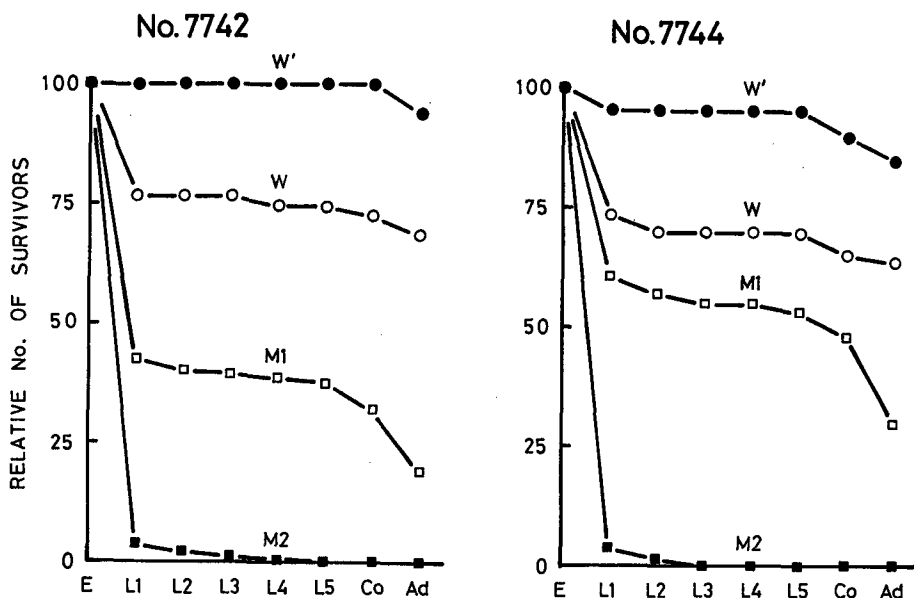 No. 7742
W'
W
M1
M2
RELATIVE No. OF SURVIVORS
100
75
50
25
0
E L1 L2 L3 L4 L5 Co Ad
No. 7744
W'
W
M1
M2
100
75
50
25
0
E L1 L2 L3 L4 L5 Co Ad